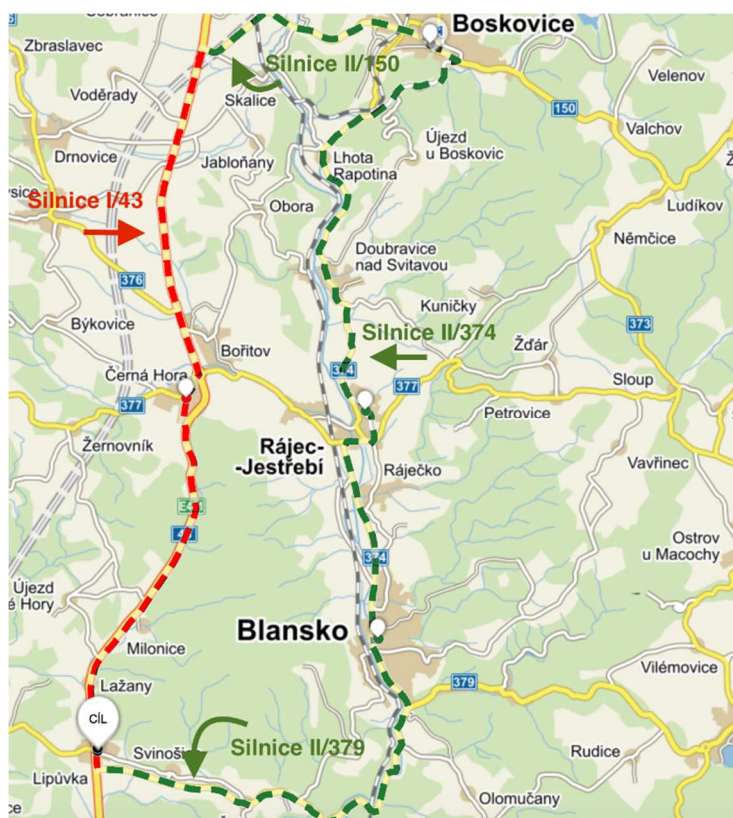 Boskovice
Zbraslavec
Silnice II/150
Velenov
Voděrady
Skalice
150
Valchov
Újezd
u Boskovic
Drnovice
Jabloňany
Lhota
Rapotina
Silnice I/43
Obora
Ludíkov
Němčice
Doubravice
nad Svitavou
376
Kuničky
Býkovice
Silnice II/374
373
Bořitov
Žďár
Černá Hora
377
Sloup
377
Petrovice
Žernovník
Rájec-
-Jestřebí
Ráječko
Vavřinec
Ostrov
u Macochy
Újezd
Hory
Blansko
Milonice
Vilémovice
379
Lažany
CÍL
Silnice II/379
Rudice
Lipůvka
Olomučany